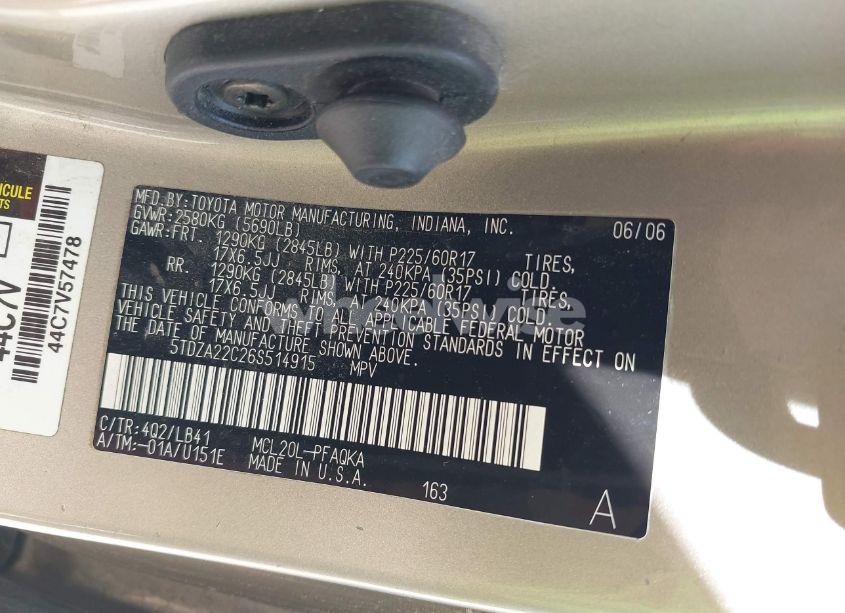 VEHICULE
TS
44C7V
44C7V57478
MFD.BY:TOYOTA MOTOR MANUFACTURING, INDIANA, INC. 06/06
GVWR:2580KG (5690LB)
GAWR:FRT. 1290KG (2845LB) WITH P225/60R17 TIRES,
17X6.5JJ RIMS, AT 240KPA (35PSI) COLD.
RR. 1290KG (2845LB) WITH P225/60R17 TIRES,
17X6.5JJ RIMS, AT 240KPA (35PSI) COLD.
THIS VEHICLE CONFORMS TO ALL APPLICABLE FEDERAL MOTOR
VEHICLE SAFETY AND THEFT PREVENTION STANDARDS IN EFFECT ON
THE DATE OF MANUFACTURE SHOWN ABOVE.
5TDZA22C26S514915 MPV
C/TR:4Q2/LB41 MCL20L-PFAQKA
A/TM:-01A/U151E MADE IN U.S.A.
163 A